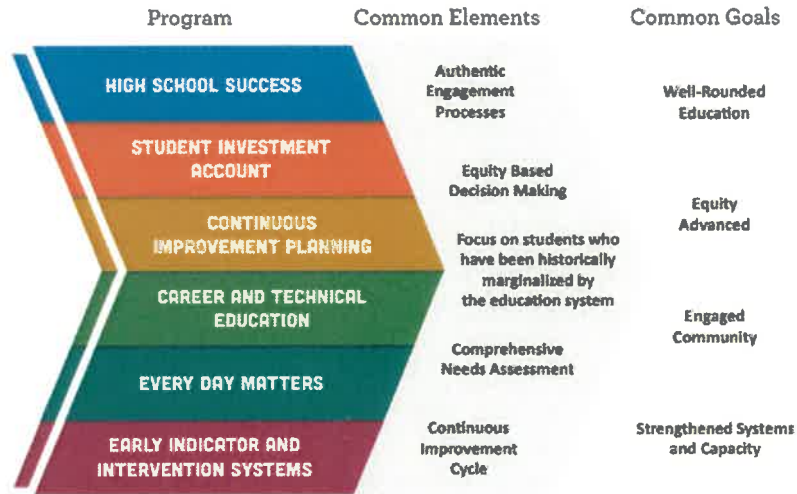 Program
Common Elements
Common Goals
HIGH SCHOOL SUCCESS
STUDENT INVESTMENT
ACCOUNT
CONTINUOUS
IMPROVEMENT PLANNING
CAREER AND TECHNICAL
EDUCATION
EVERY DAY MATTERS
EARLY INDICATOR AND
INTERVENTION SYSTEMS
Authentic
Engagement
Processes
Equity Based
Decision Making
Focus on students who
have been historically
marginalized by
the education system
Comprehensive
Needs Assessment
Continuous
Improvement
Cycle
Well-Rounded
Education
Equity
Advanced
Engaged
Community
Strengthened Systems
and Capacity